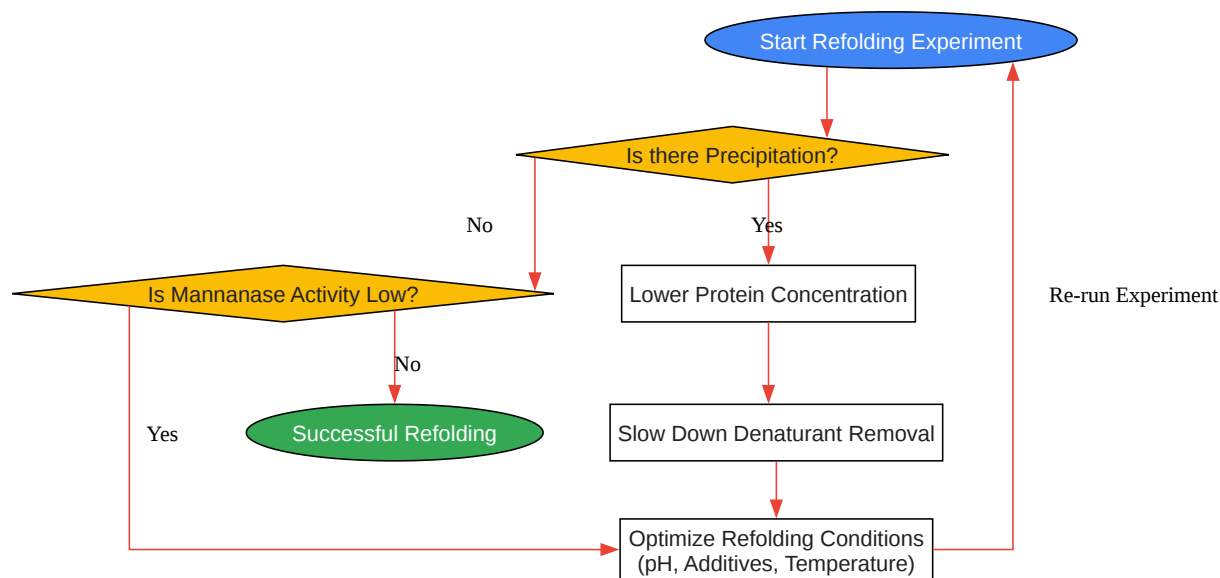 Start Refolding Experiment
Is there Precipitation?
No
Yes
Is Mannanase Activity Low?
Lower Protein Concentration
Re-run Experiment
No
Yes
Successful Refolding
Slow Down Denaturant Removal
Optimize Refolding Conditions
(pH, Additives, Temperature)